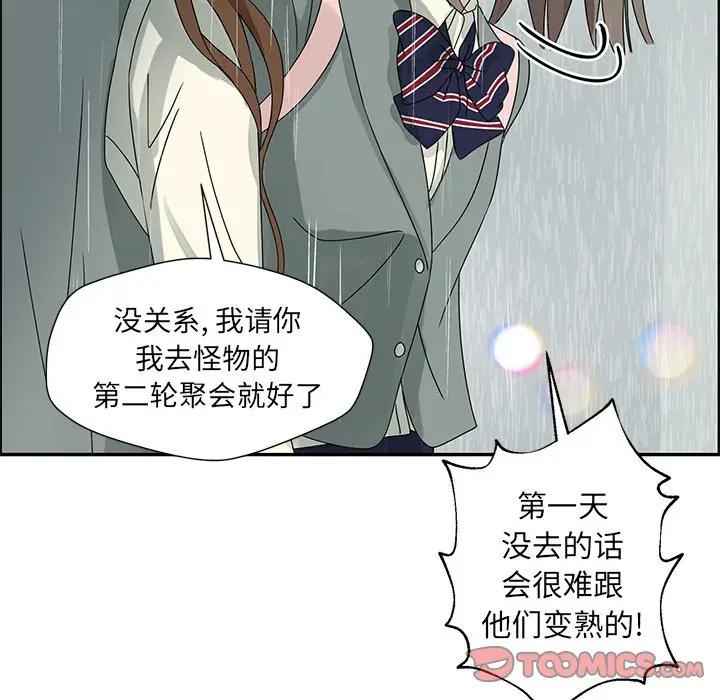 没关系, 我请你
我去怪物的
第二轮聚会就好了
第一天
没去的话
会很难跟
他们变熟的!
TOOMICS.COM